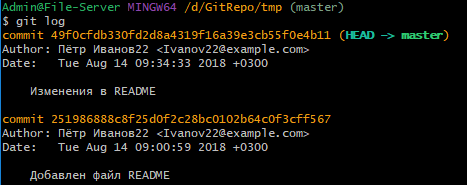 Admin@File-Server MINGW64 /d/GitRepo/tmp (master)
$ git log
commit 49f0cfdb330fd2d8a4319f16a39e3cb55f0e4b11 (HEAD -> master)
Author: Пётр Иванов22 <Ivanov22@example.com>
Date:   Tue Aug 14 09:34:33 2018 +0300

    Изменения в README

commit 251986888c8f25d0f2c28bc0102b64c0f3cff567
Author: Пётр Иванов22 <Ivanov22@example.com>
Date:   Tue Aug 14 09:00:59 2018 +0300

    Добавлен файл README